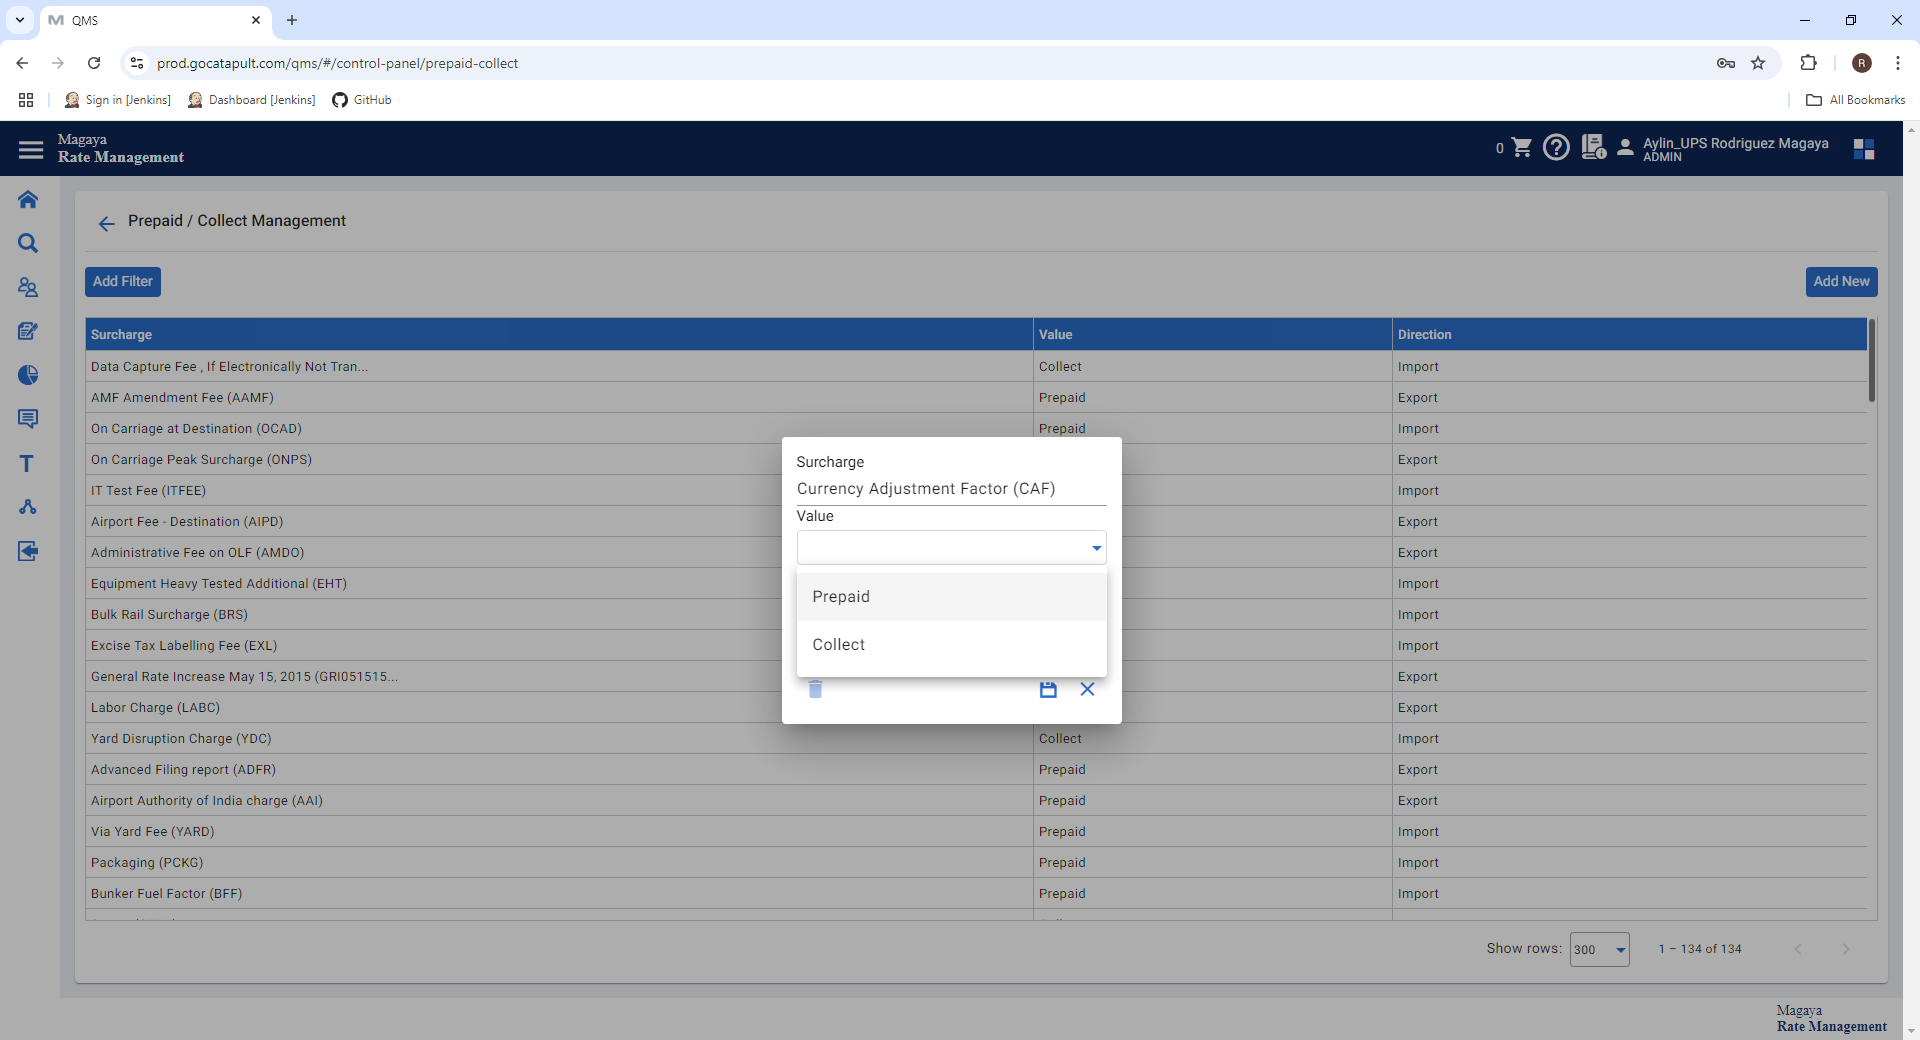 QMS
prod.gocatapult.com/qms/#/control-panel/prepaid-collect
R
Sign in [Jenkins]
Dashboard [Jenkins]
GitHub
All Bookmarks
Magaya
Rate Management
0
Aylin_UPS Rodriguez Magaya
ADMIN
Prepaid / Collect Management
Add Filter
Add New
Surcharge Value Direction
Data Capture Fee , If Electronically Not Tran... Collect Import
AMF Amendment Fee (AAMF) Prepaid Export
On Carriage at Destination (OCAD) Prepaid Import
On Carriage Peak Surcharge (ONPS) Export
IT Test Fee (ITFEE) Import
Airport Fee - Destination (AIPD) Export
Administrative Fee on OLF (AMDO) Export
Equipment Heavy Tested Additional (EHT) Import
Bulk Rail Surcharge (BRS) Import
Excise Tax Labelling Fee (EXL) Import
General Rate Increase May 15, 2015 (GRI051515... Export
Labor Charge (LABC) Export
Yard Disruption Charge (YDC) Collect Import
Advanced Filing report (ADFR) Prepaid Export
Airport Authority of India charge (AAI) Prepaid Export
Via Yard Fee (YARD) Prepaid Import
Packaging (PCKG) Prepaid Import
Bunker Fuel Factor (BFF) Prepaid Import
Surcharge
Currency Adjustment Factor (CAF)
Value
Prepaid
Collect
Show rows: 300 1 – 134 of 134
Magaya
Rate Management